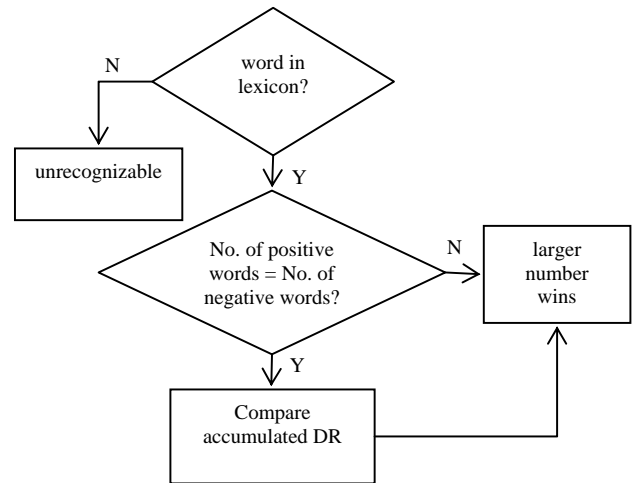 word in
lexicon?
N
unrecognizable
Y
No. of positive
words = No. of
negative words?
N
larger
number
wins
Y
Compare
accumulated DR